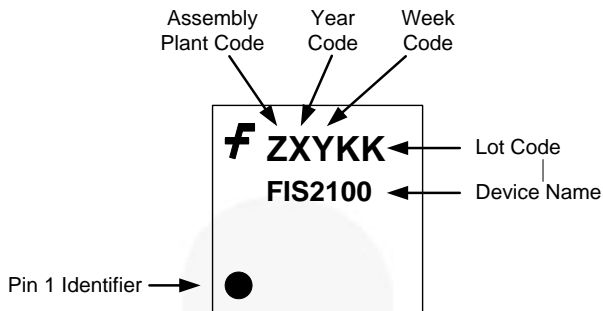 Assembly Plant Code
Year Code
Week Code
ZXYKK
Lot Code
FIS2100
Device Name
Pin 1 Identifier